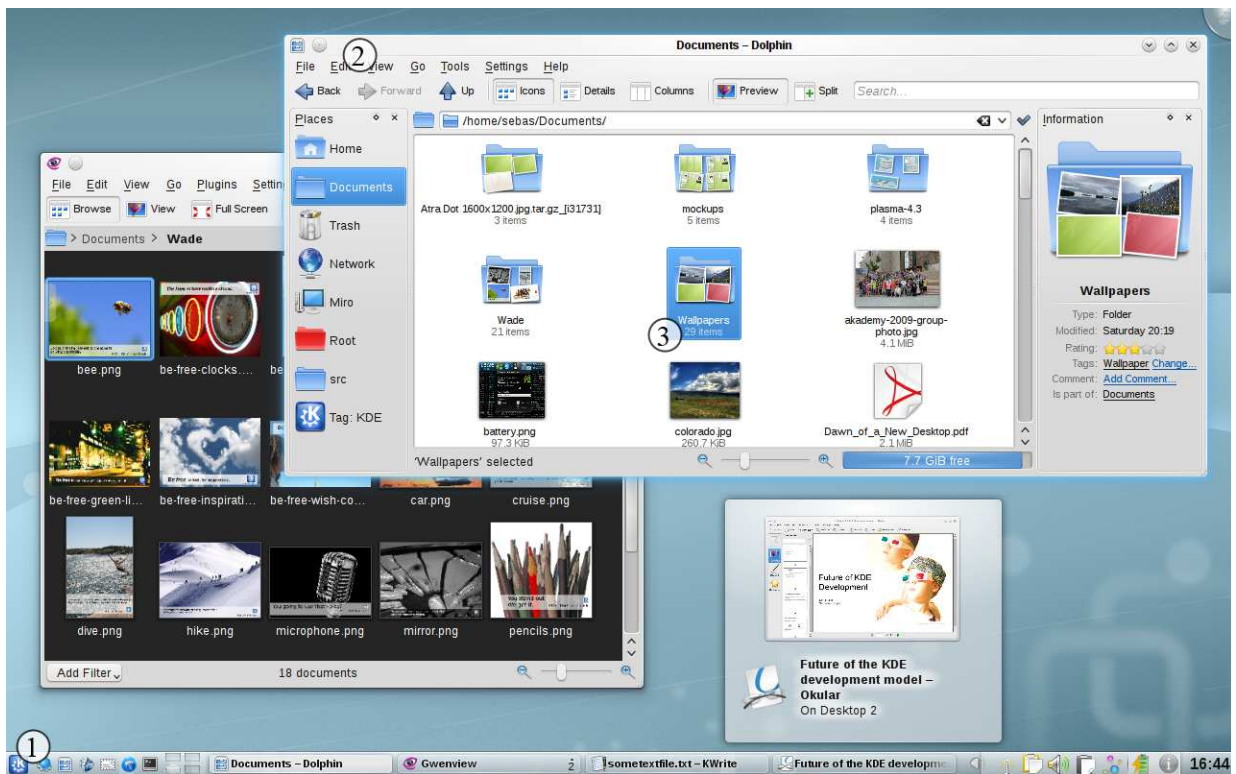 Documents – Dolphin
2
File Edit View Go Tools Settings Help
Back Forward Up Icons Details Columns Preview Split Search...
Places
/home/sebas/Documents/
Information
Home
Documents
Trash
Network
Miro
Root
src
Tag: KDE
Atra Dot 1600x1200.jpg.tar.gz_[i31731]
3 items
mockups
5 items
plasma-4.3
4 items
Wade
21 items
Wallpapers
29 items
3
akademy-2009-group-
photo.jpg
4.1 MiB
battery.png
97.3 KiB
colorado.jpg
260.7 KiB
Dawn_of_a_New_Desktop.pdf
2.1 MiB
'Wallpapers' selected
7.7 GiB free
Wallpapers
Type: Folder
Modified: Saturday 20:19
Rating:
Tags: Wallpaper Change...
Comment: Add Comment...
Is part of: Documents
File Edit View Go Plugins Settin
Browse View Full Screen
> Documents > Wade
bee.png
be-free-clocks....
be
be-free-green-li...
be-free-inspirati...
be-free-wish-co...
car.png
cruise.png
dive.png
hike.png
microphone.png
mirror.png
pencils.png
Add Filter
18 documents
Future of KDE
Development
Future of the KDE
development model –
Okular
On Desktop 2
1
Documents – Dolphin
Gwenview
sometextfile.txt – KWrite
Future of the KDE developme
16:44